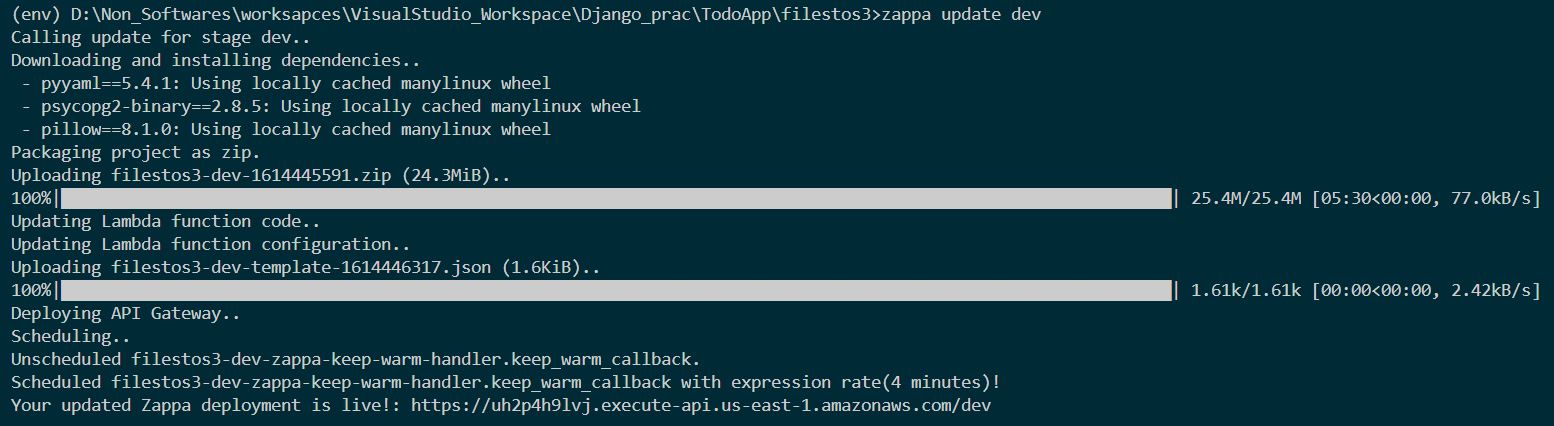 (env) D:\Non_Softwares\worksapces\VisualStudio_Workspace\Django_prac\TodoApp\filestos3>zappa update dev
Calling update for stage dev..
Downloading and installing dependencies..
 - pyyaml==5.4.1: Using locally cached manylinux wheel
 - psycopg2-binary==2.8.5: Using locally cached manylinux wheel
 - pillow==8.1.0: Using locally cached manylinux wheel
Packaging project as zip.
Uploading filestos3-dev-1614445591.zip (24.3MiB)..
100%|██████████| 25.4M/25.4M [05:30<00:00, 77.0kB/s]
Updating Lambda function code..
Updating Lambda function configuration..
Uploading filestos3-dev-template-1614446317.json (1.6KiB)..
100%|██████████| 1.61k/1.61k [00:00<00:00, 2.42kB/s]
Deploying API Gateway..
Scheduling..
Unscheduled filestos3-dev-zappa-keep-warm-handler.keep_warm_callback.
Scheduled filestos3-dev-zappa-keep-warm-handler.keep_warm_callback with expression rate(4 minutes)!
Your updated Zappa deployment is live!: https://uh2p4h9lvj.execute-api.us-east-1.amazonaws.com/dev